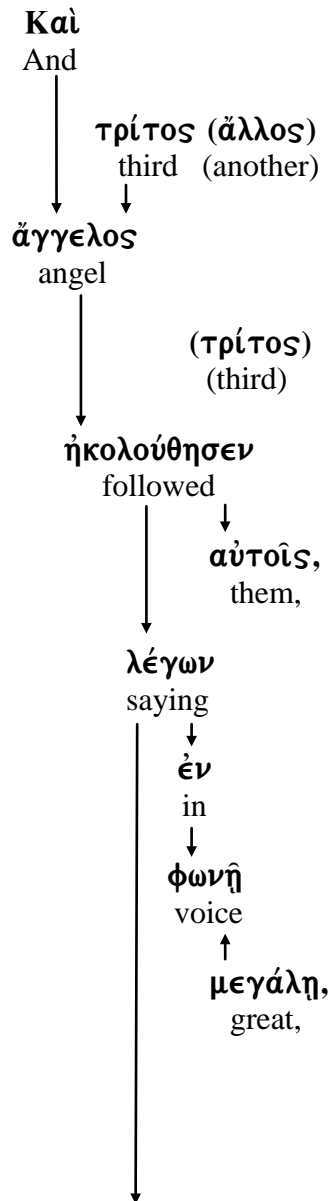 Καὶ
And
τρίτος (ἄλλος)
third (another)
ἄγγελος
angel
(τρίτος)
(third)
ἠκολούθησεν
followed
αὐτοῖς,
them,
λέγων
saying
ἐν
in
φωνῇ
voice
μεγάλῃ,
great,